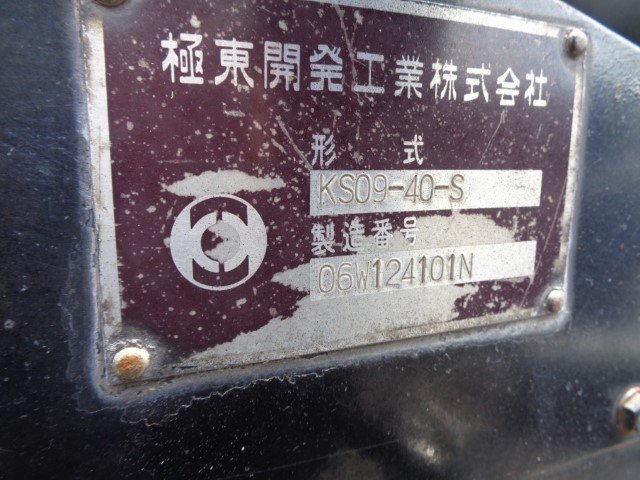 極東開発工業株式会社
形 式
KS09-40-S
製造番号
06W124101N